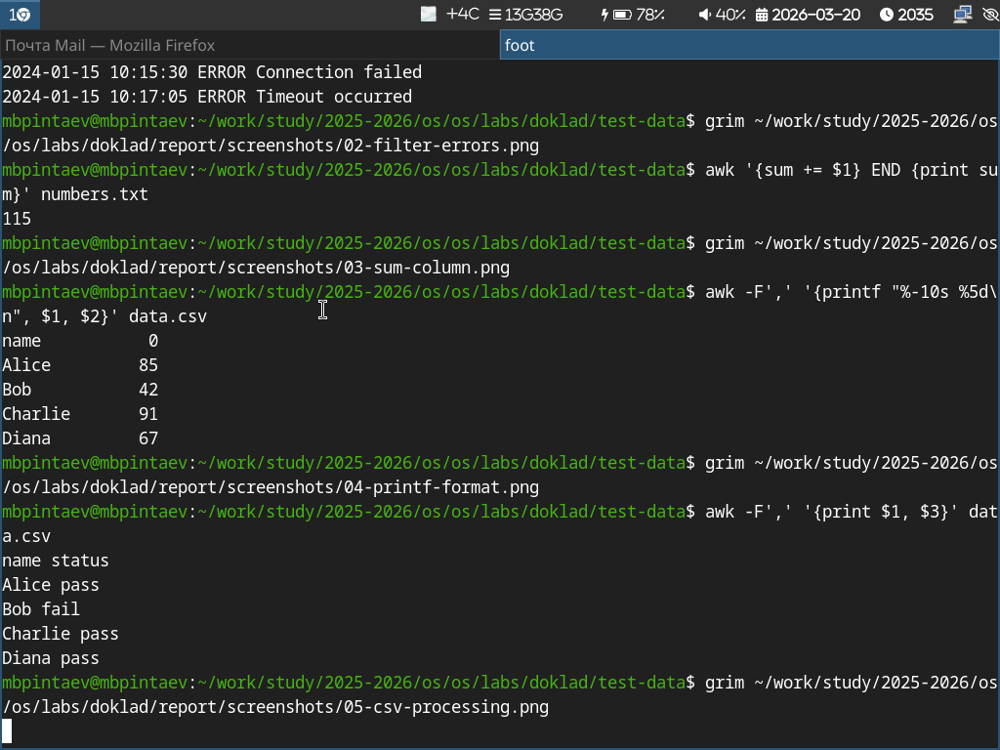 1
+4C 13G38G 78% 40% 2026-03-20 2035
Почта Mail — Mozilla Firefox
foot
2024-01-15 10:15:30 ERROR Connection failed
2024-01-15 10:17:05 ERROR Timeout occurred
mbpintaev@mbpintaev:~/work/study/2025-2026/os/os/labs/doklad/test-data$ grim ~/work/study/2025-2026/os
/os/labs/doklad/report/screenshots/02-filter-errors.png
mbpintaev@mbpintaev:~/work/study/2025-2026/os/os/labs/doklad/test-data$ awk '{sum += $1} END {print su
m}' numbers.txt
115
mbpintaev@mbpintaev:~/work/study/2025-2026/os/os/labs/doklad/test-data$ grim ~/work/study/2025-2026/os
/os/labs/doklad/report/screenshots/03-sum-column.png
mbpintaev@mbpintaev:~/work/study/2025-2026/os/os/labs/doklad/test-data$ awk -F',' '{printf "%-10s %5d\
n", $1, $2}' data.csv
name           0
Alice         85
Bob           42
Charlie       91
Diana         67
mbpintaev@mbpintaev:~/work/study/2025-2026/os/os/labs/doklad/test-data$ grim ~/work/study/2025-2026/os
/os/labs/doklad/report/screenshots/04-printf-format.png
mbpintaev@mbpintaev:~/work/study/2025-2026/os/os/labs/doklad/test-data$ awk -F',' '{print $1, $3}' dat
a.csv
name status
Alice pass
Bob fail
Charlie pass
Diana pass
mbpintaev@mbpintaev:~/work/study/2025-2026/os/os/labs/doklad/test-data$ grim ~/work/study/2025-2026/os
/os/labs/doklad/report/screenshots/05-csv-processing.png